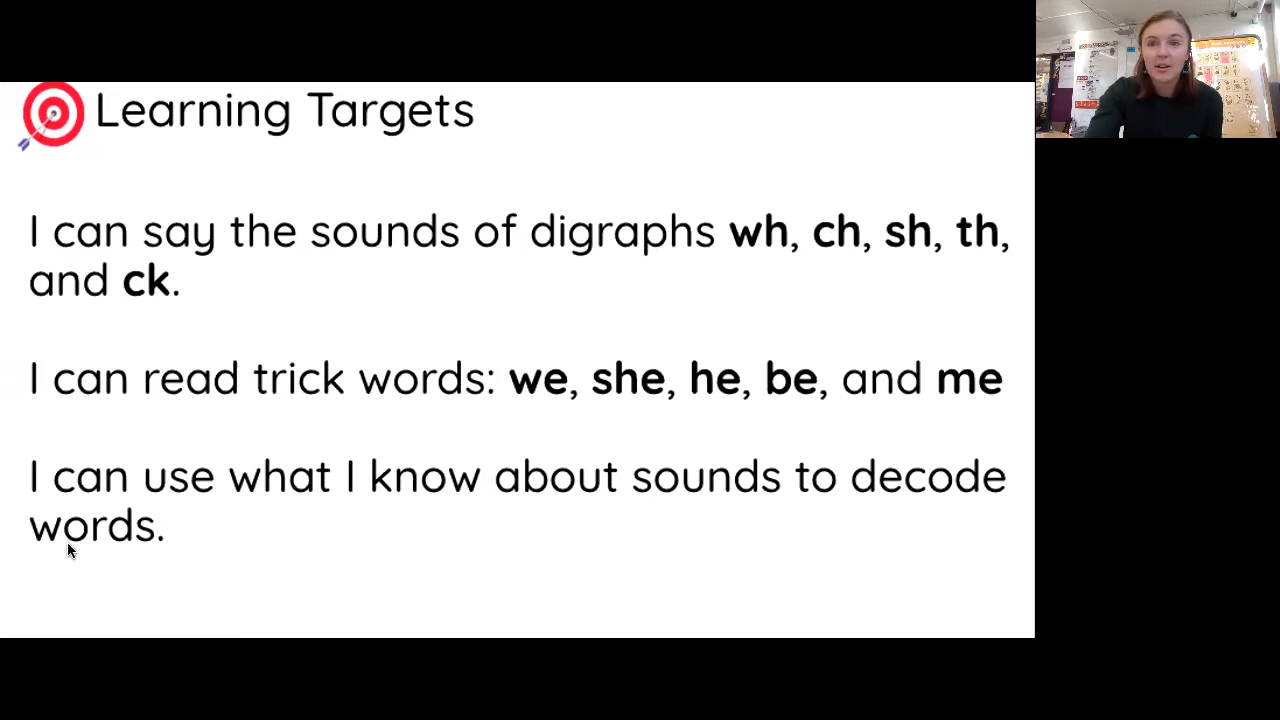 Learning Targets
I can say the sounds of digraphs wh, ch, sh, th,
and ck.
I can read trick words: we, she, he, be, and me
I can use what I know about sounds to decode
words.